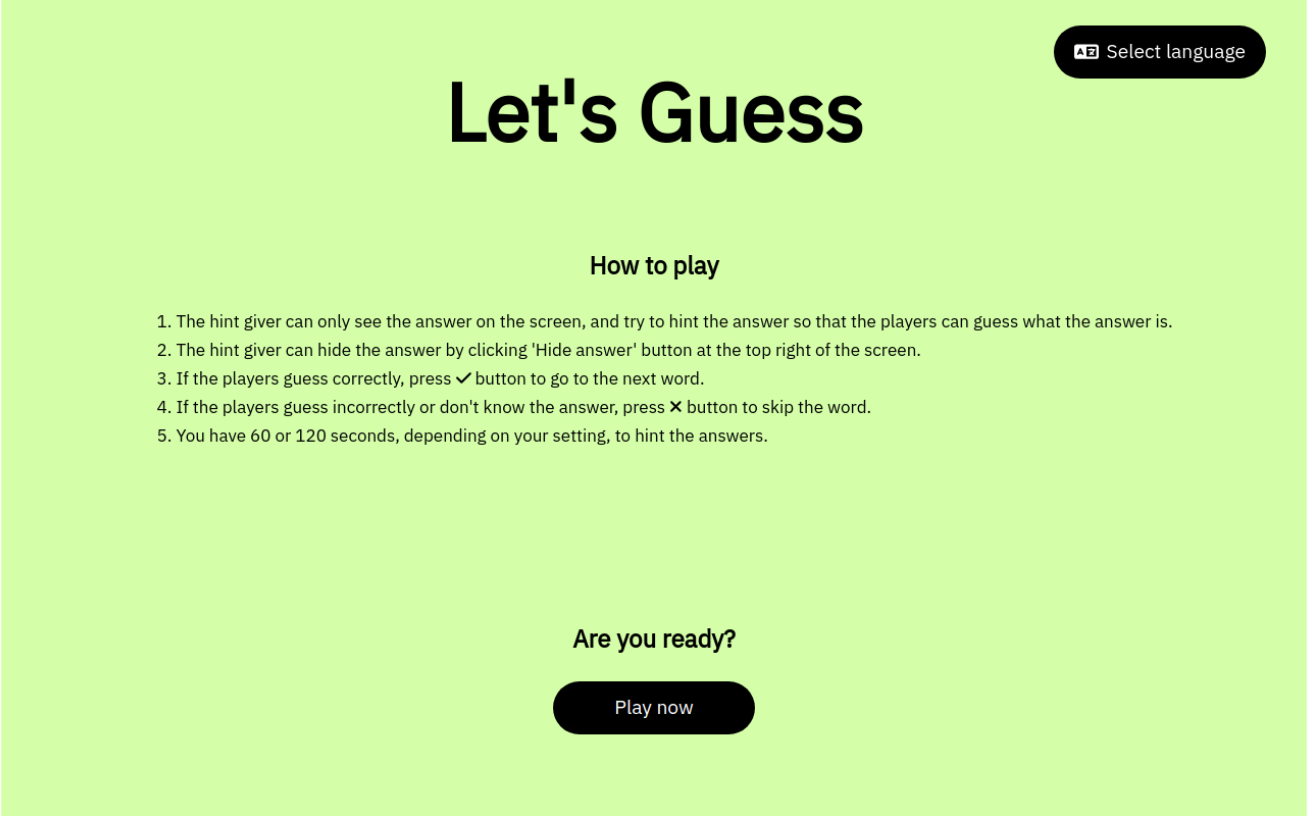 Select language
Let's Guess
How to play
1. The hint giver can only see the answer on the screen, and try to hint the answer so that the players can guess what the answer is.
2. The hint giver can hide the answer by clicking 'Hide answer' button at the top right of the screen.
3. If the players guess correctly, press ✓ button to go to the next word.
4. If the players guess incorrectly or don't know the answer, press ✕ button to skip the word.
5. You have 60 or 120 seconds, depending on your setting, to hint the answers.
Are you ready?
Play now